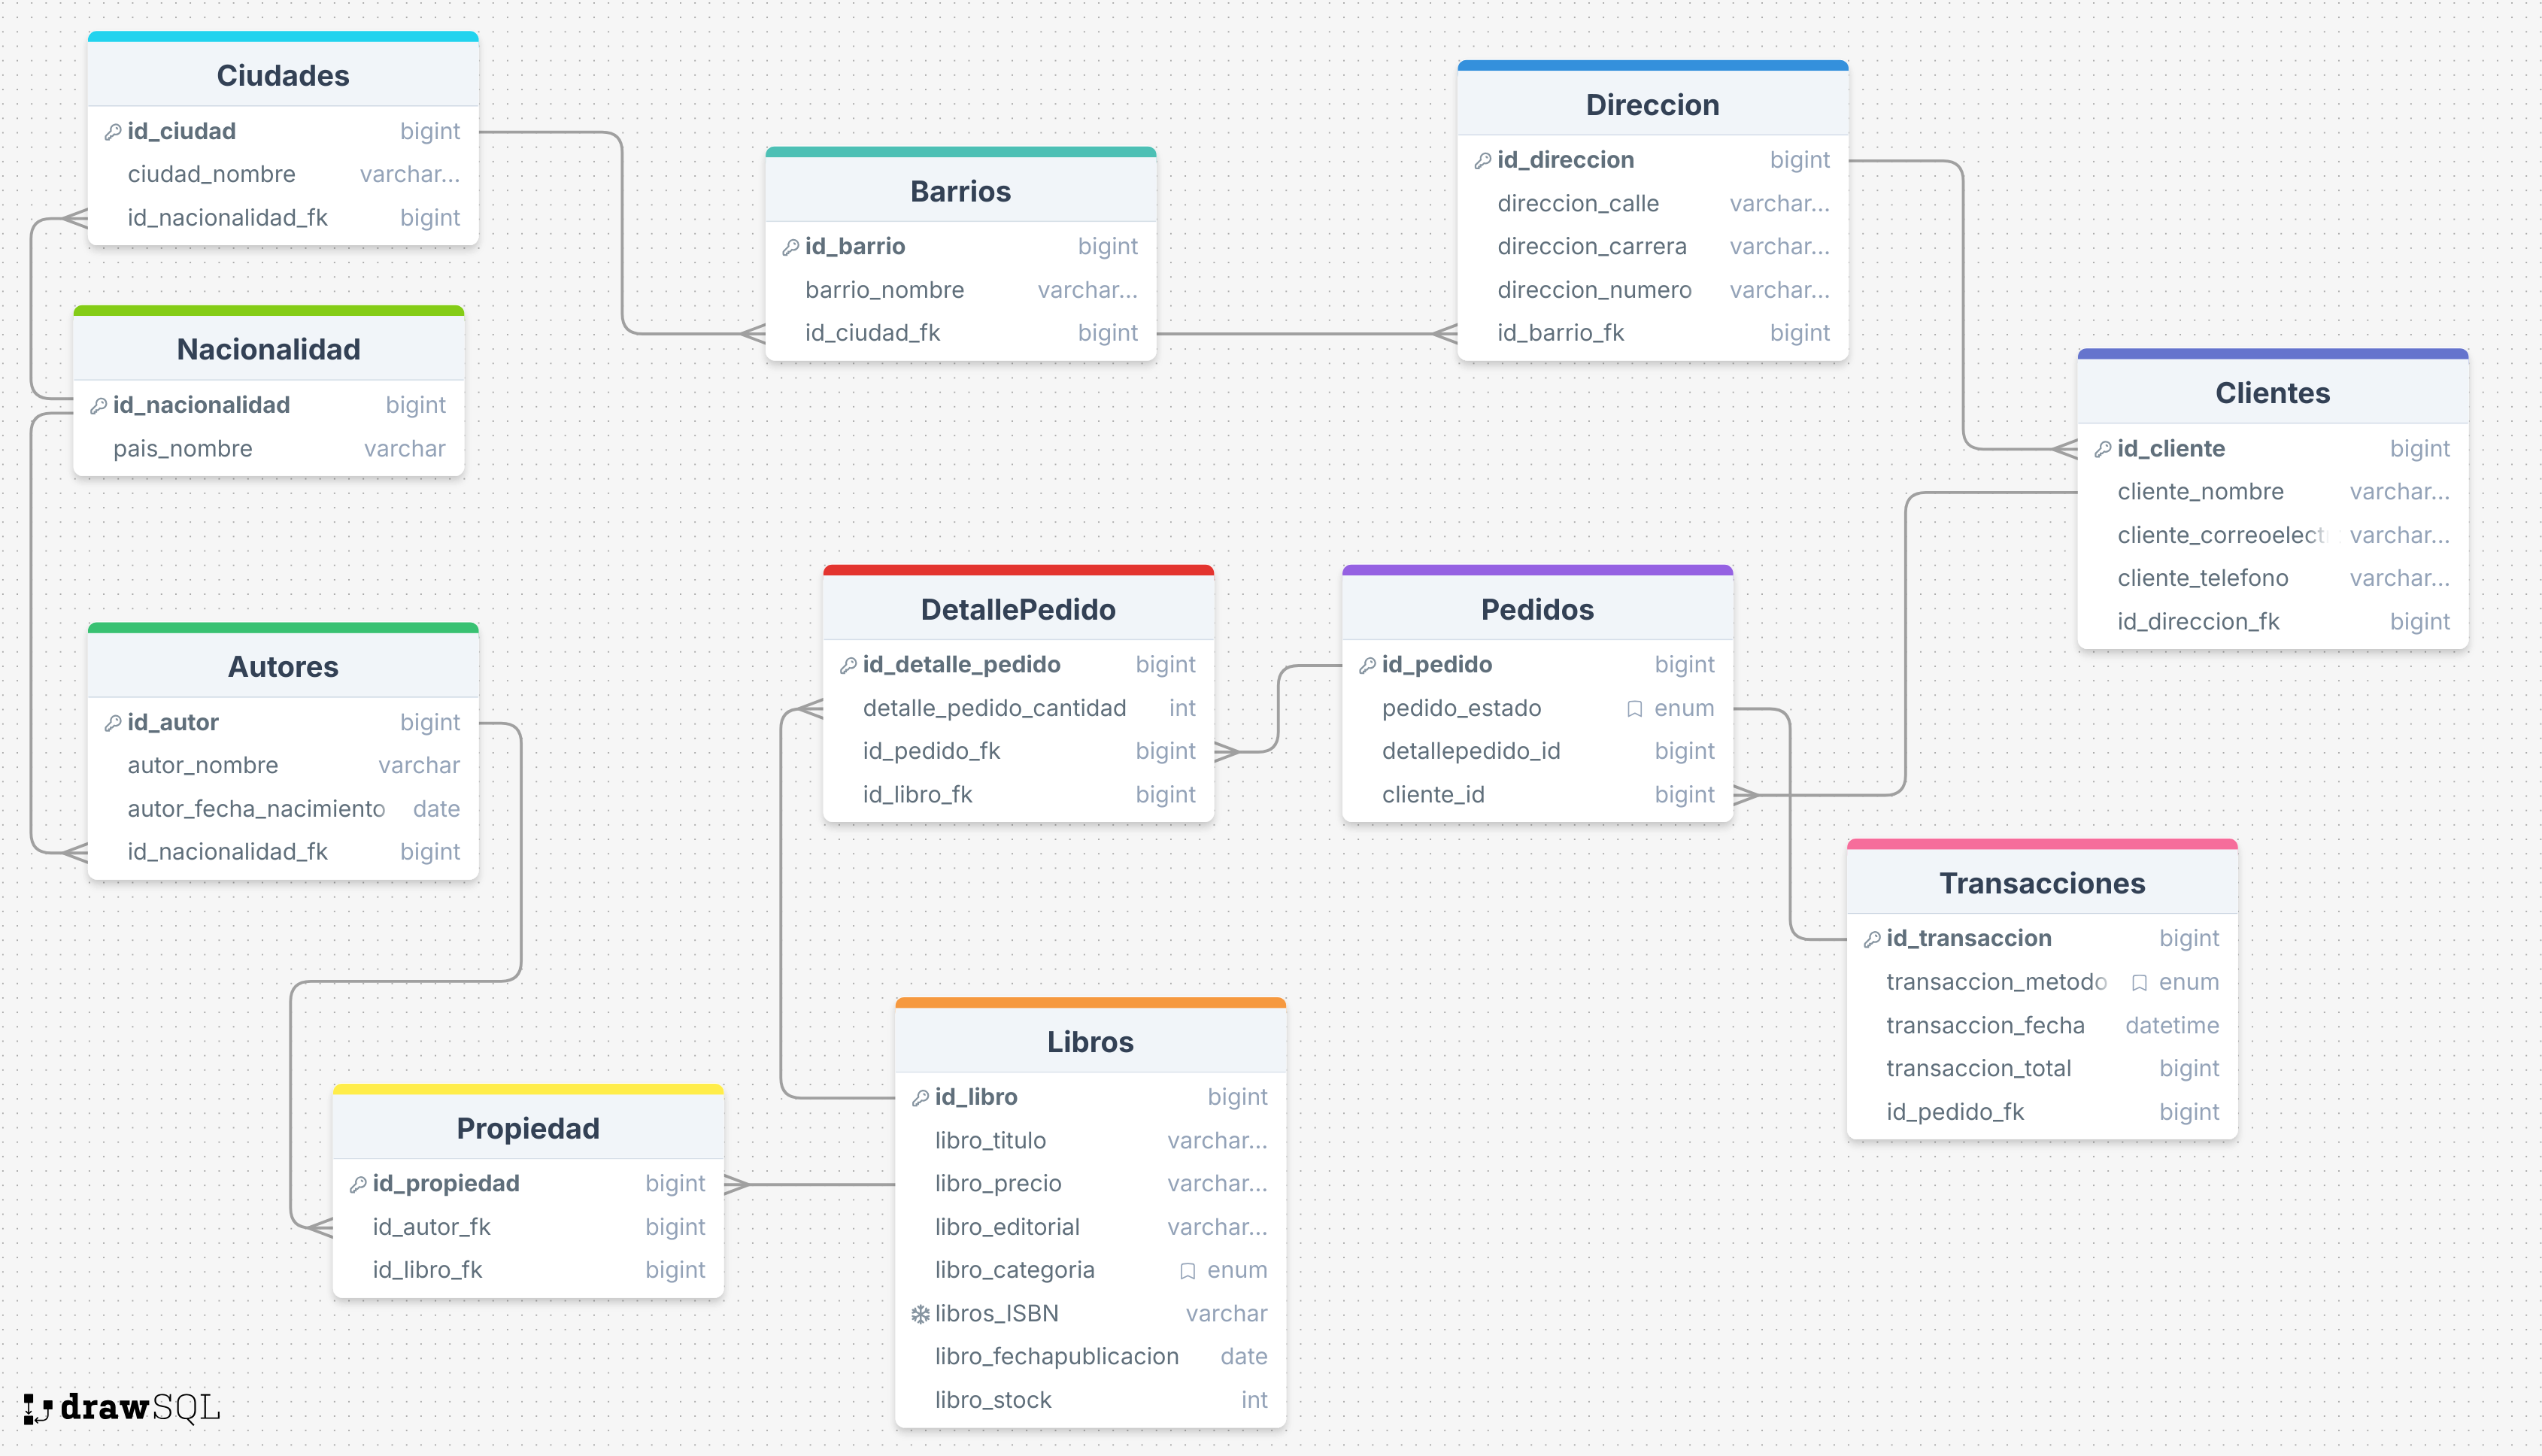 Ciudades
id_ciudad bigint
ciudad_nombre varchar...
id_nacionalidad_fk bigint
Nacionalidad
id_nacionalidad bigint
pais_nombre varchar
Autores
id_autor bigint
autor_nombre varchar
autor_fecha_nacimiento date
id_nacionalidad_fk bigint
Propiedad
id_propiedad bigint
id_autor_fk bigint
id_libro_fk bigint
Barrios
id_barrio bigint
barrio_nombre varchar...
id_ciudad_fk bigint
DetallePedido
id_detalle_pedido bigint
detalle_pedido_cantidad int
id_pedido_fk bigint
id_libro_fk bigint
Libros
id_libro bigint
libro_titulo varchar...
libro_precio varchar...
libro_editorial varchar...
libro_categoria enum
libros_ISBN varchar
libro_fechapublicacion date
libro_stock int
Direccion
id_direccion bigint
direccion_calle varchar...
direccion_carrera varchar...
direccion_numero varchar...
id_barrio_fk bigint
Pedidos
id_pedido bigint
pedido_estado enum
detallepedido_id bigint
cliente_id bigint
Clientes
id_cliente bigint
cliente_nombre varchar...
cliente_correoelect varchar...
cliente_telefono varchar...
id_direccion_fk bigint
Transacciones
id_transaccion bigint
transaccion_metodo enum
transaccion_fecha datetime
transaccion_total bigint
id_pedido_fk bigint
drawSQL